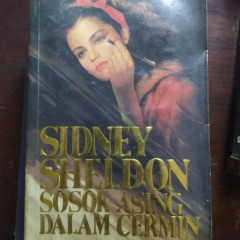 SIDNEY
SHELDON
SOSOK ASING
DALAM CERMIN